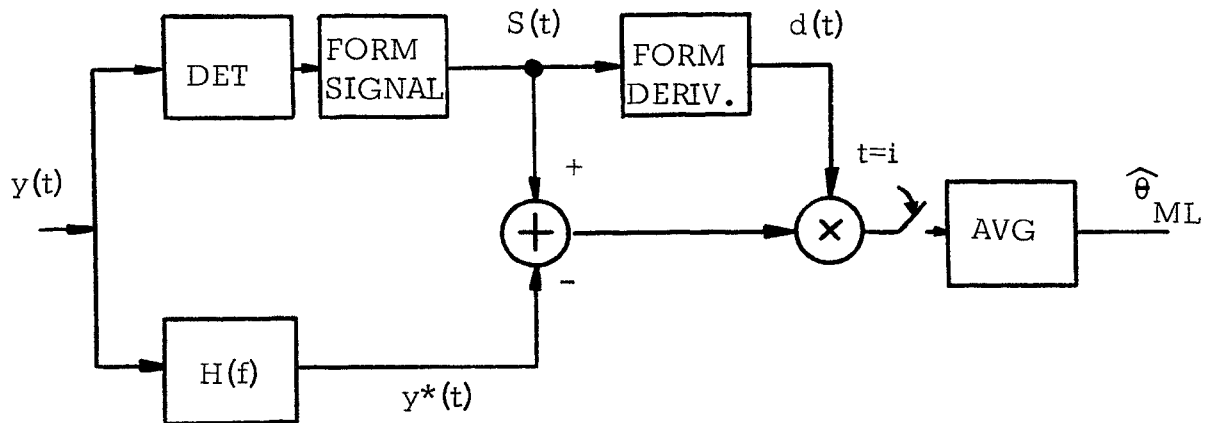 S(t)
d(t)
DET
FORM
SIGNAL
FORM
DERIV.
y(t)
+
t=i
+
×
AVG
θ̂ML
-
H(f)
y*(t)